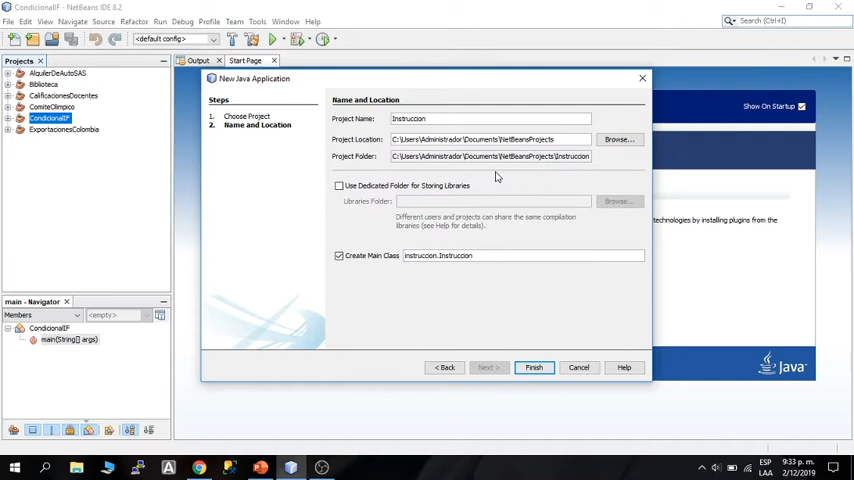 CondicionalIF - NetBeans IDE 8.2
File Edit View Navigate Source Refactor Run Debug Profile Team Tools Window Help
Search (Ctrl+I)
<default config>
Projects
Output
Start Page
AlquilerDeAutoSAS
Biblioteca
CalificacionesDocentes
ComiteOlimpico
CondicionalIF
ExportacionesColombia
Show On Startup
New Java Application
Steps
1. Choose Project
2. Name and Location
Name and Location
Project Name: Instruccion
Project Location: C:\Users\Administrador\Documents\NetBeansProjects
Browse...
Project Folder: C:\Users\Administrador\Documents\NetBeansProjects\Instruccion
Use Dedicated Folder for Storing Libraries
Libraries Folder:
Browse...
Different users and projects can share the same compilation
libraries (see Help for details).
Create Main Class instruccion.Instruccion
< Back
Next >
Finish
Cancel
Help
technologies by installing plugins from the
Java
main - Navigator
Members
<empty>
CondicionalIF
main(String[] args)
ESP
LAA
9:33 p. m.
2/12/2019